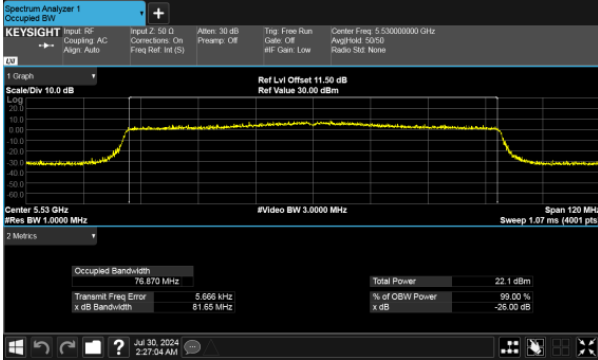 Spectrum Analyzer 1
Occupied BW
+
KEYSIGHT Input: RF Input Z: 50 Ω Atten: 30 dB Trig: Free Run Center Freq: 5.530000000 GHz
Coupling: AC Corrections: On Preamp: Off Gate: Off Avg|Hold: 50/50
Align: Auto Freq Ref: Int (S) #IF Gain: Low Radio Std: None
LXI
1 Graph
Ref Lvl Offset 11.50 dB
Scale/Div 10.0 dB Ref Value 30.00 dBm
Log
20.0
10.0
0.00
-10.0
-20.0
-30.0
-40.0
-50.0
-60.0
Center 5.53 GHz #Video BW 3.0000 MHz Span 120 MHz
#Res BW 1.0000 MHz Sweep 1.07 ms (4001 pts
2 Metrics
Occupied Bandwidth
76.870 MHz Total Power 22.1 dBm
Transmit Freq Error 5.666 kHz % of OBW Power 99.00 %
x dB Bandwidth 81.65 MHz x dB -26.00 dB
? Jul 30, 2024
2:27:04 AM